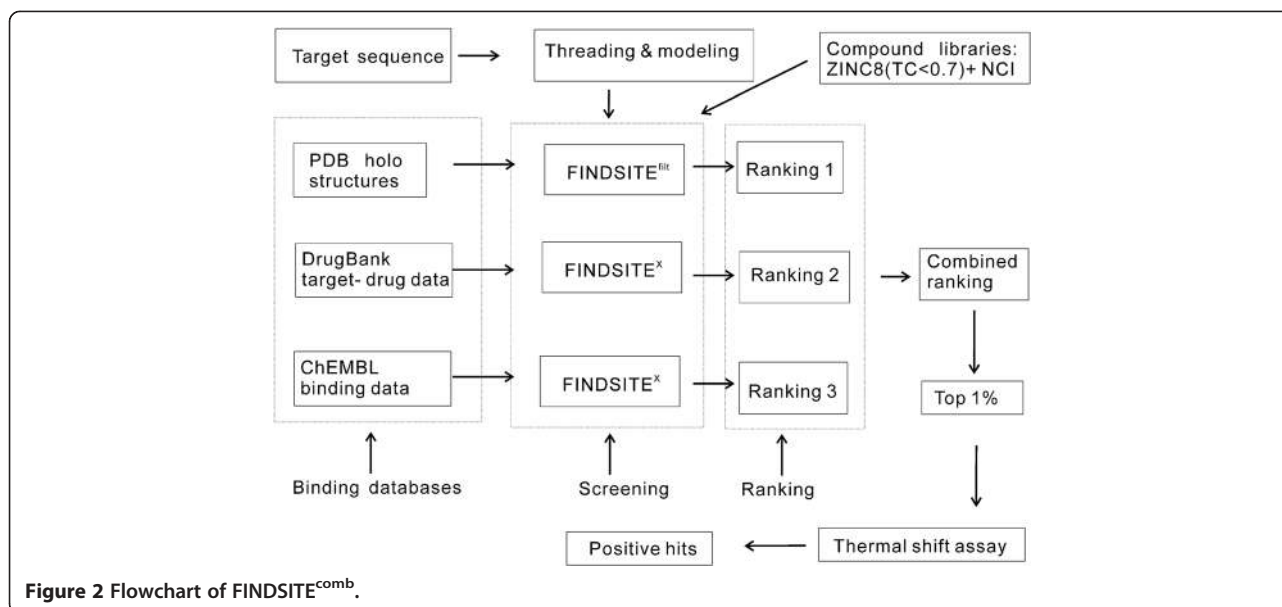 Target sequence
Threading & modeling
Compound libraries:
ZINC8(TC<0.7)+ NCI
PDB holo
structures
FINDSITE^filt
Ranking 1
DrugBank
target- drug data
FINDSITE^X
Ranking 2
Combined
ranking
ChEMBL
binding data
FINDSITE^X
Ranking 3
Top 1%
Binding databases
Screening
Ranking
Positive hits
Thermal shift assay
Figure 2 Flowchart of FINDSITE^comb.